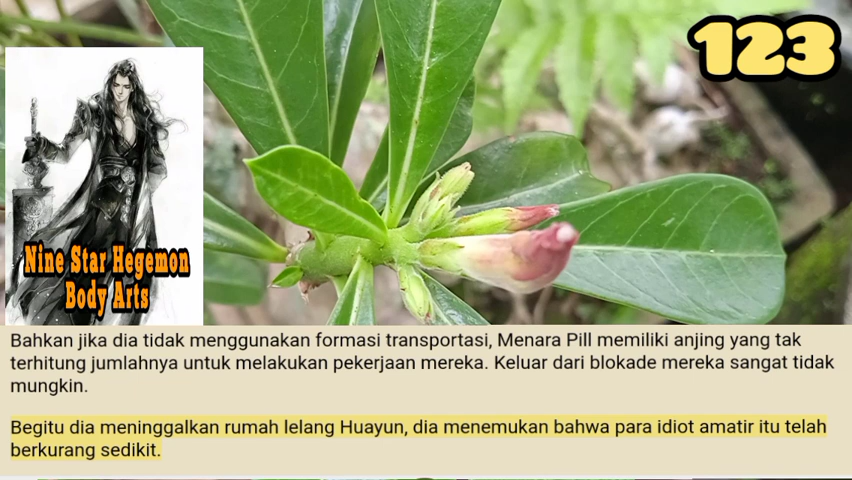 123
Nine Star Hegemon
Body Arts
Bahkan jika dia tidak menggunakan formasi transportasi, Menara Pill memiliki anjing yang tak
terhitung jumlahnya untuk melakukan pekerjaan mereka. Keluar dari blokade mereka sangat tidak
mungkin.
Begitu dia meninggalkan rumah lelang Huayun, dia menemukan bahwa para idiot amatir itu telah
berkurang sedikit.